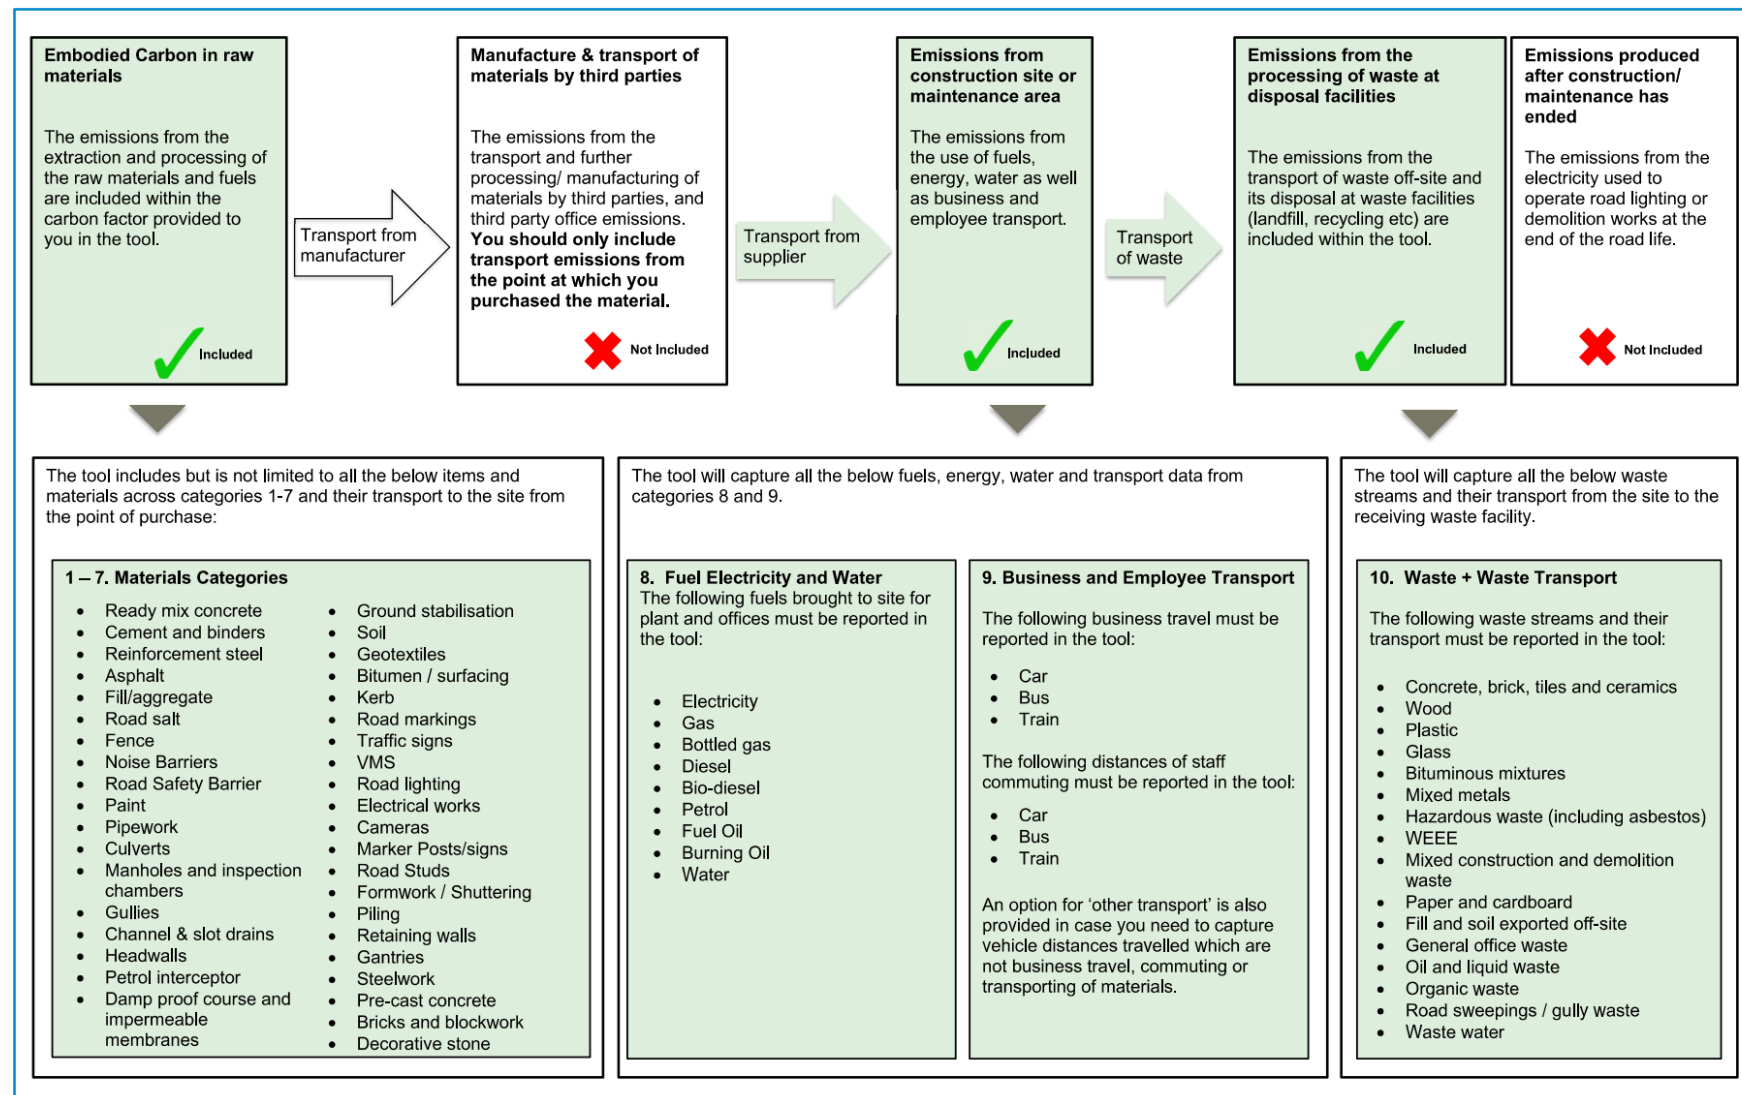 Embodied Carbon in raw
materials
The emissions from the
extraction and processing of
the raw materials and fuels
are included within the
carbon factor provided to
you in the tool.
Included
Transport from
manufacturer
Manufacture & transport of
materials by third parties
The emissions from the
transport and further
processing/ manufacturing of
materials by third parties, and
third party office emissions.
You should only include
transport emissions from
the point at which you
purchased the material.
Not Included
Transport from
supplier
Emissions from
construction site or
maintenance area
The emissions from
the use of fuels,
energy, water as well
as business and
employee transport.
Included
Transport
of waste
Emissions from the
processing of waste at
disposal facilities
The emissions from the
transport of waste off-site and
its disposal at waste facilities
(landfill, recycling etc) are
included within the tool.
Included
Emissions produced
after construction/
maintenance has
ended
The emissions from the
electricity used to
operate road lighting or
demolition works at the
end of the road life.
Not Included
The tool includes but is not limited to all the below items and
materials across categories 1-7 and their transport to the site from
the point of purchase:
1 – 7. Materials Categories
• Ready mix concrete
• Cement and binders
• Reinforcement steel
• Asphalt
• Fill/aggregate
• Road salt
• Fence
• Noise Barriers
• Road Safety Barrier
• Paint
• Pipework
• Culverts
• Manholes and inspection
chambers
• Gullies
• Channel & slot drains
• Headwalls
• Petrol interceptor
• Damp proof course and
impermeable
membranes
• Ground stabilisation
• Soil
• Geotextiles
• Bitumen / surfacing
• Kerb
• Road markings
• Traffic signs
• VMS
• Road lighting
• Electrical works
• Cameras
• Marker Posts/signs
• Road Studs
• Formwork / Shuttering
• Piling
• Retaining walls
• Gantries
• Steelwork
• Pre-cast concrete
• Bricks and blockwork
• Decorative stone
The tool will capture all the below fuels, energy, water and transport data from
categories 8 and 9.
8. Fuel Electricity and Water
The following fuels brought to site for
plant and offices must be reported in
the tool:
• Electricity
• Gas
• Bottled gas
• Diesel
• Bio-diesel
• Petrol
• Fuel Oil
• Burning Oil
• Water
9. Business and Employee Transport
The following business travel must be
reported in the tool:
• Car
• Bus
• Train
The following distances of staff
commuting must be reported in the tool:
• Car
• Bus
• Train
An option for ‘other transport’ is also
provided in case you need to capture
vehicle distances travelled which are
not business travel, commuting or
transporting of materials.
The tool will capture all the below waste
streams and their transport from the site to the
receiving waste facility.
10. Waste + Waste Transport
The following waste streams and their
transport must be reported in the tool:
• Concrete, brick, tiles and ceramics
• Wood
• Plastic
• Glass
• Bituminous mixtures
• Mixed metals
• Hazardous waste (including asbestos)
• WEEE
• Mixed construction and demolition
waste
• Paper and cardboard
• Fill and soil exported off-site
• General office waste
• Oil and liquid waste
• Organic waste
• Road sweepings / gully waste
• Waste water